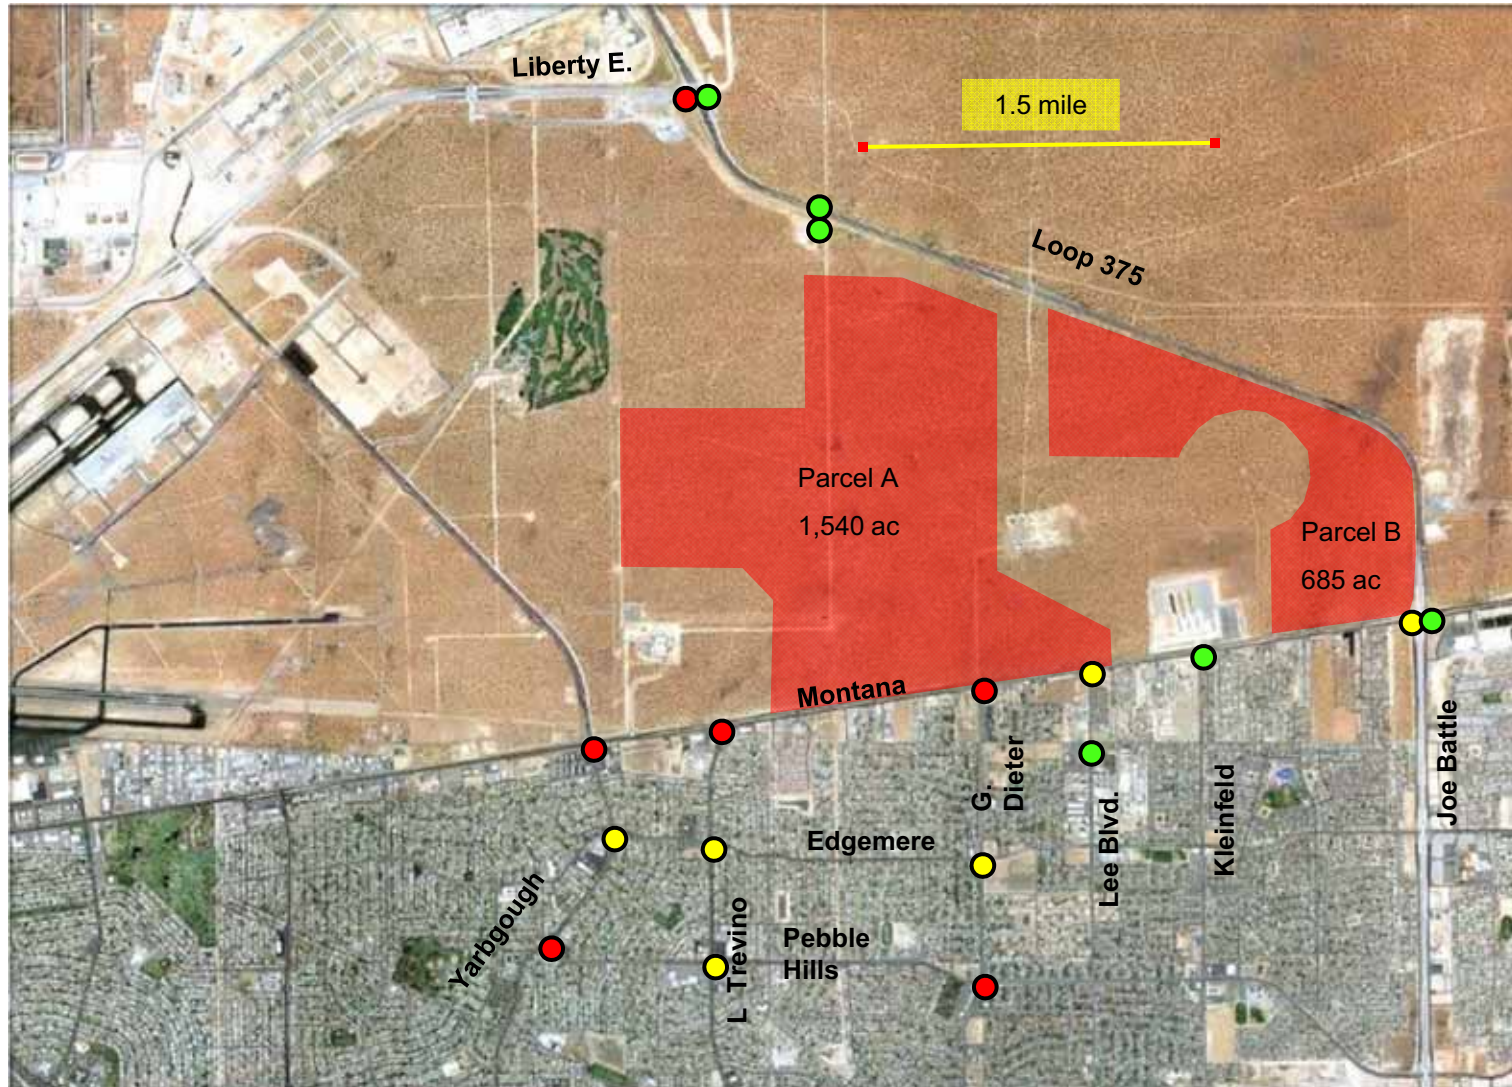 Liberty E.
1.5 mile
Loop 375
Parcel A
1,540 ac
Parcel B
685 ac
Montana
G.
Dieter
Lee Blvd.
Kleinfeld
Joe Battle
Edgemere
Yarbgough
L Trevino
Pebble
Hills